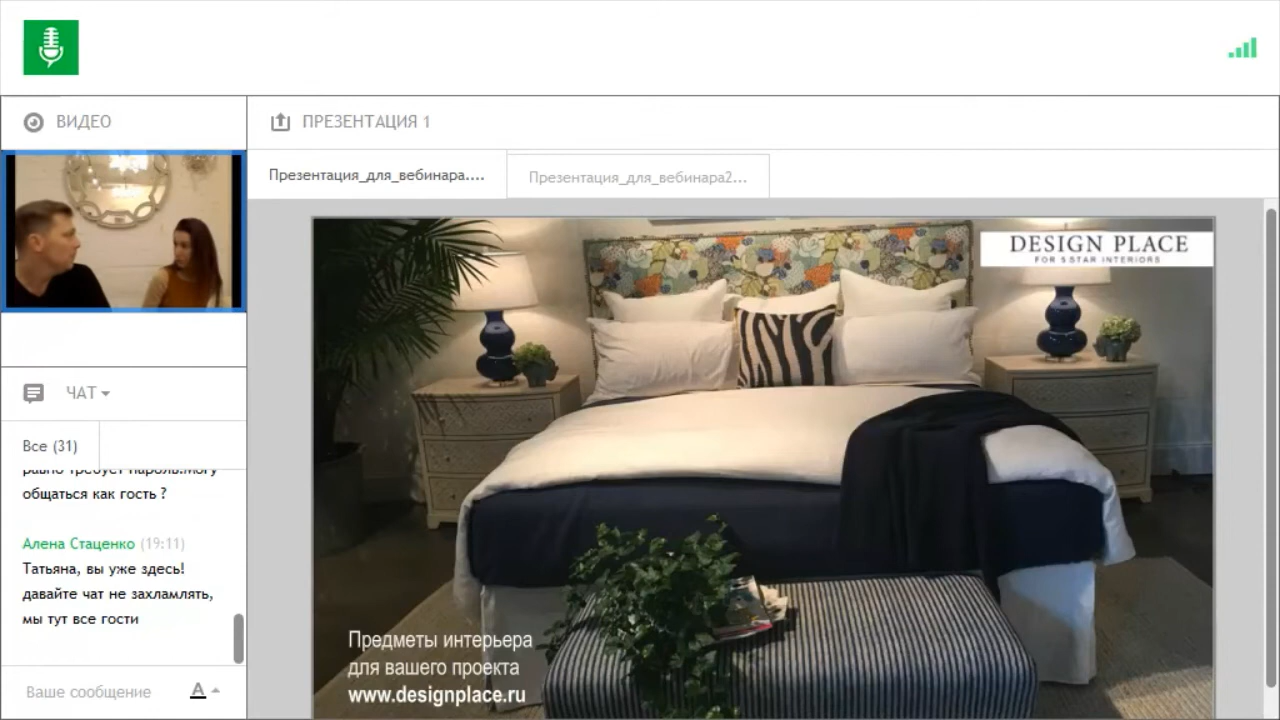 ВИДЕО
ПРЕЗЕНТАЦИЯ 1
Презентация_для_вебинара....
Презентация_для_вебинара2...
DESIGN PLACE
FOR 5 STAR INTERIORS
ЧАТ
Все (31)
равно требует пароль.могу
общаться как гость ?
Алена Стаценко (19:11)
Татьяна, вы уже здесь!
давайте чат не захламлять,
мы тут все гости
Ваше сообщение
A
Предметы интерьера
для вашего проекта
www.designplace.ru